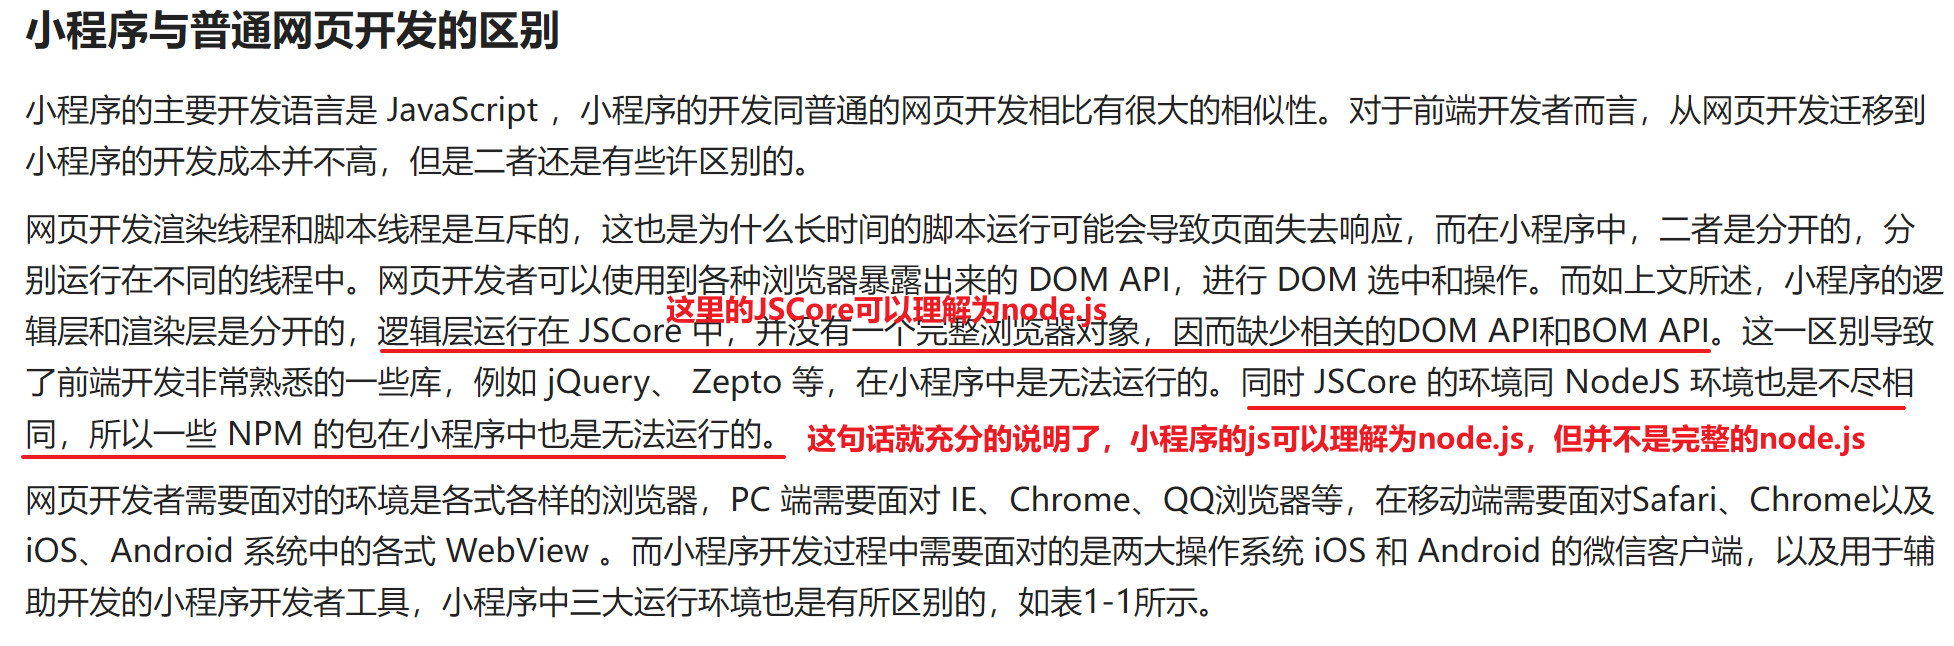 小程序与普通网页开发的区别
小程序的主要开发语言是 JavaScript ，小程序的开发同普通的网页开发相比有很大的相似性。对于前端开发者而言，从网页开发迁移到
小程序的开发成本并不高，但是二者还是有些许区别的。
网页开发渲染线程和脚本线程是互斥的，这也是为什么长时间的脚本运行可能会导致页面失去响应，而在小程序中，二者是分开的，分
别运行在不同的线程中。网页开发者可以使用到各种浏览器暴露出来的 DOM API，进行 DOM 选中和操作。而如上文所述，小程序的逻
这里的JSCore可以理解为node.js
辑层和渲染层是分开的，逻辑层运行在 JSCore 中，并没有一个完整浏览器对象，因而缺少相关的DOM API和BOM API。这一区别导致
了前端开发非常熟悉的一些库，例如 jQuery、 Zepto 等，在小程序中是无法运行的。同时 JSCore 的环境同 NodeJS 环境也是不尽相
同，所以一些 NPM 的包在小程序中也是无法运行的。 这句话就充分的说明了，小程序的js可以理解为node.js，但并不是完整的node.js
网页开发者需要面对的环境是各式各样的浏览器，PC 端需要面对 IE、Chrome、QQ浏览器等，在移动端需要面对Safari、Chrome以及
iOS、Android 系统中的各式 WebView 。而小程序开发过程中需要面对的是两大操作系统 iOS 和 Android 的微信客户端，以及用于辅
助开发的小程序开发者工具，小程序中三大运行环境也是有所区别的，如表1-1所示。